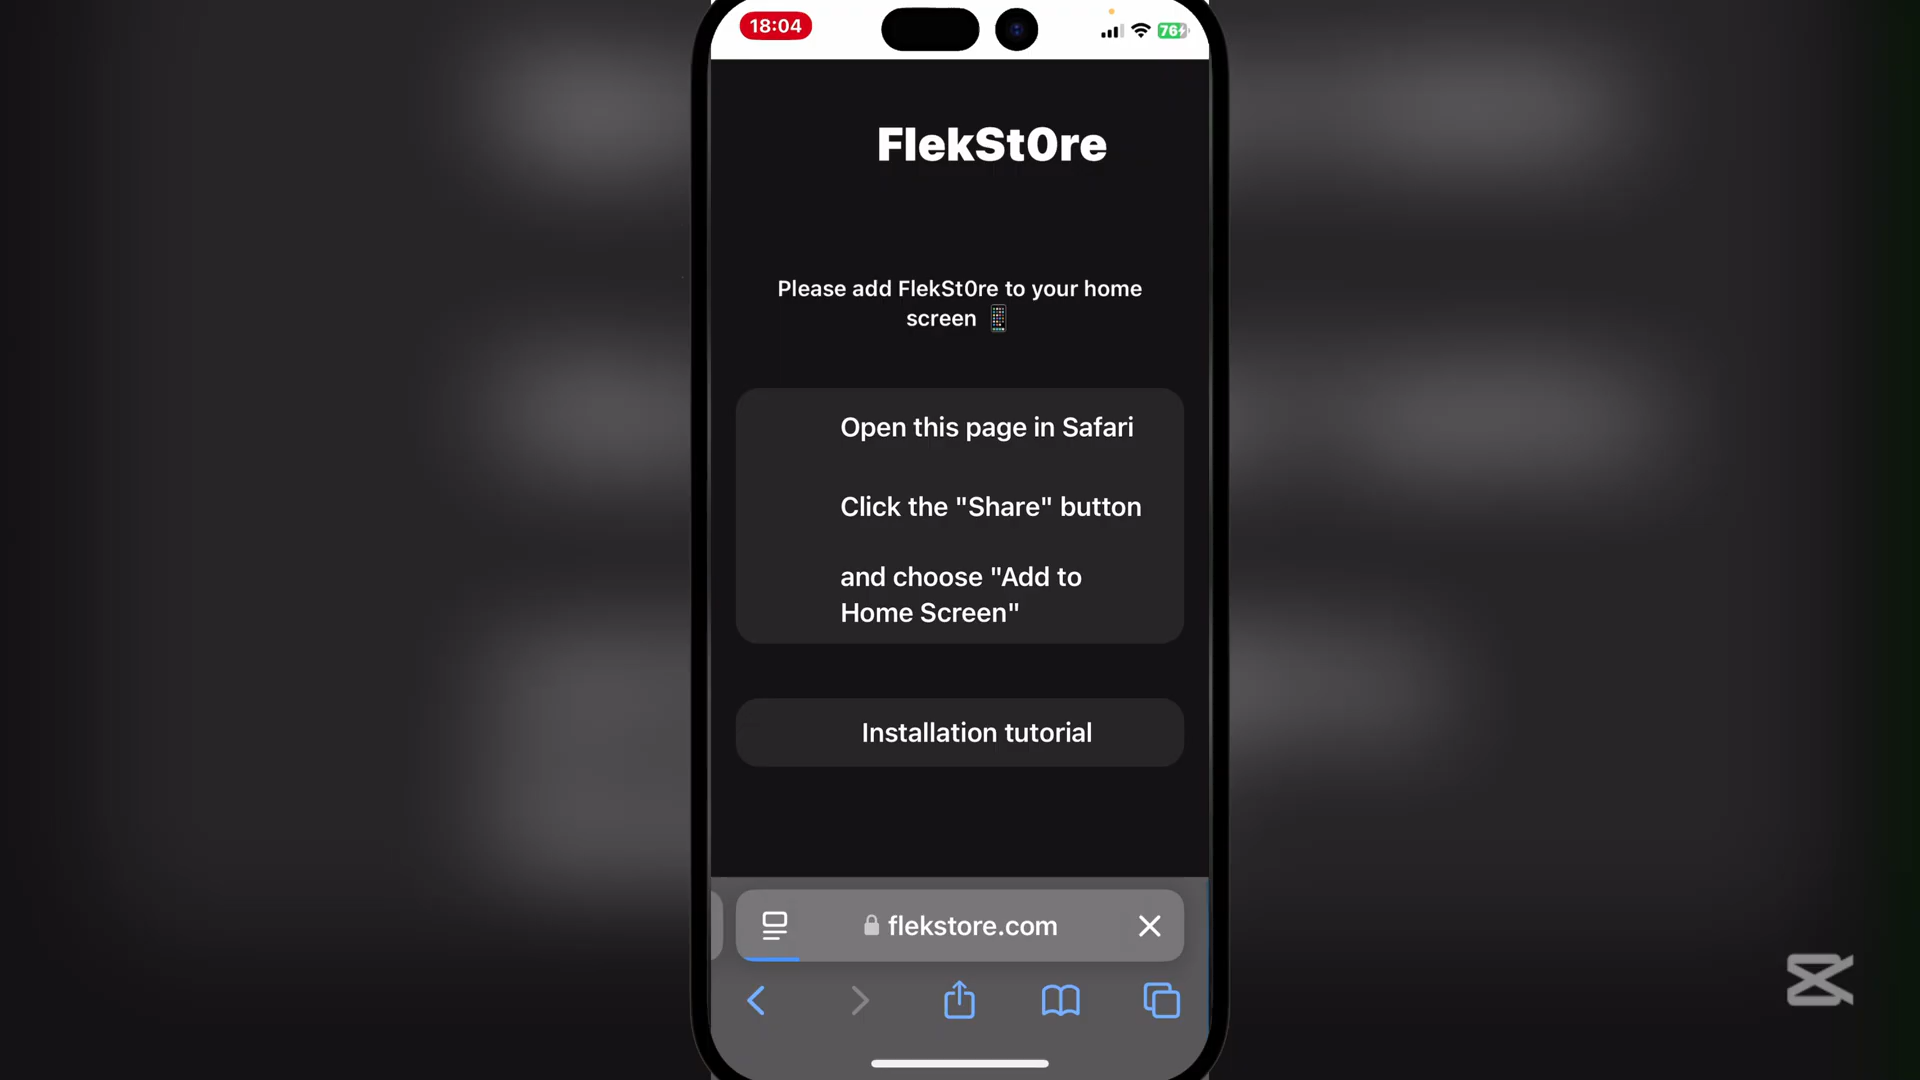 18:04
76
FlekSt0re
Please add FlekSt0re to your home
screen 📱
Open this page in Safari
Click the "Share" button
and choose "Add to
Home Screen"
Installation tutorial
flekstore.com